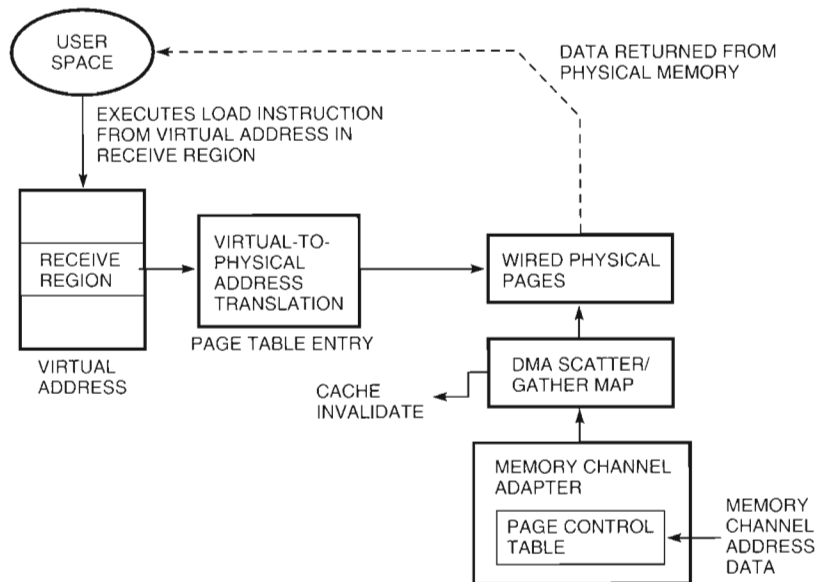 USER
SPACE
DATA RETURNED FROM
PHYSICAL MEMORY
EXECUTES LOAD INSTRUCTION
FROM VIRTUAL ADDRESS IN
RECEIVE REGION
RECEIVE
REGION
VIRTUAL-TO-
PHYSICAL
ADDRESS
TRANSLATION
WIRED PHYSICAL
PAGES
PAGE TABLE ENTRY
VIRTUAL
ADDRESS
DMA SCATTER/
GATHER MAP
CACHE
INVALIDATE
MEMORY CHANNEL
ADAPTER
PAGE CONTROL
TABLE
MEMORY
CHANNEL
ADDRESS
DATA